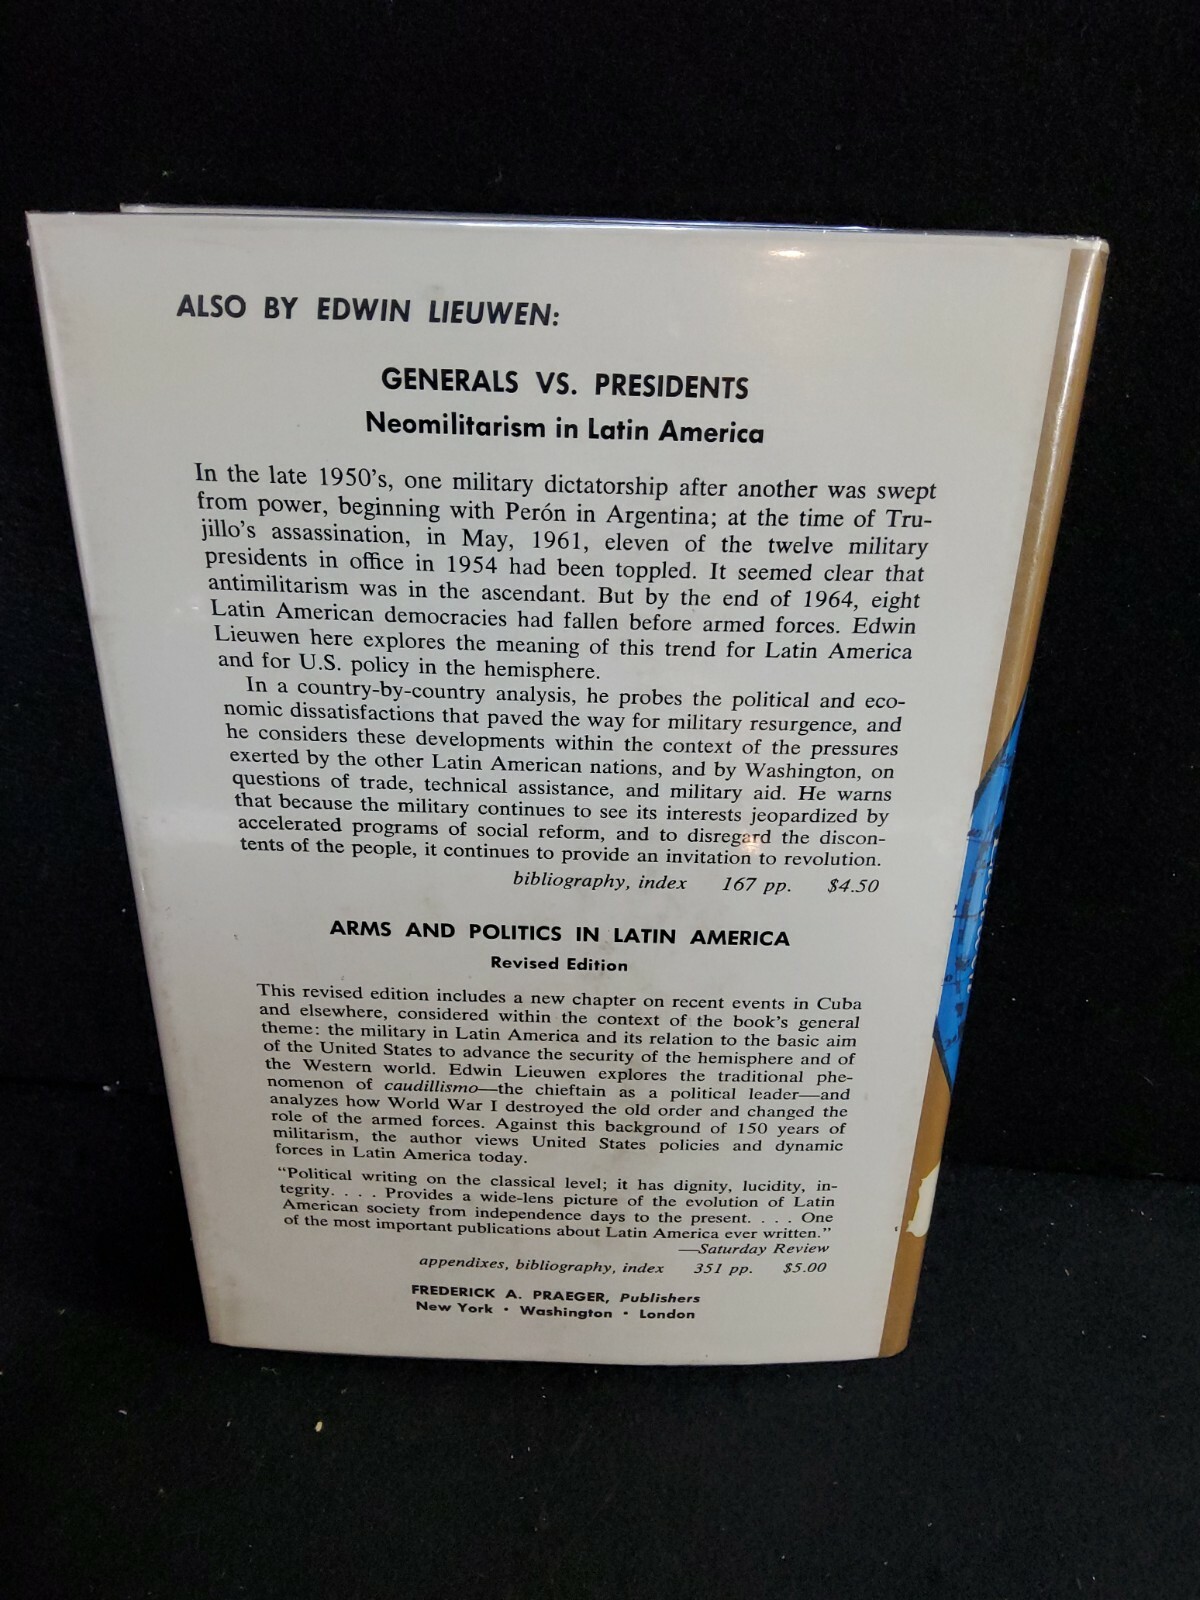 ALSO BY EDWIN LIEUWEN:
GENERALS VS. PRESIDENTS
Neomilitarism in Latin America
In the late 1950's, one military dictatorship after another was swept
from power, beginning with Perón in Argentina; at the time of Tru-
jillo's assassination, in May, 1961, eleven of the twelve military
presidents in office in 1954 had been toppled. It seemed clear that
antimilitarism was in the ascendant. But by the end of 1964, eight
Latin American democracies had fallen before armed forces. Edwin
Lieuwen here explores the meaning of this trend for Latin America
and for U.S. policy in the hemisphere.
In a country-by-country analysis, he probes the political and eco-
nomic dissatisfactions that paved the way for military resurgence, and
he considers these developments within the context of the pressures
exerted by the other Latin American nations, and by Washington, on
questions of trade, technical assistance, and military aid. He warns
that because the military continues to see its interests jeopardized by
accelerated programs of social reform, and to disregard the discon-
tents of the people, it continues to provide an invitation to revolution.
bibliography, index 167 pp. $4.50
ARMS AND POLITICS IN LATIN AMERICA
Revised Edition
This revised edition includes a new chapter on recent events in Cuba
and elsewhere, considered within the context of the book's general
theme: the military in Latin America and its relation to the basic aim
of the United States to advance the security of the hemisphere and of
the Western world. Edwin Lieuwen explores the traditional phe-
nomenon of caudillismo—the chieftain as a political leader—and
analyzes how World War I destroyed the old order and changed the
role of the armed forces. Against this background of 150 years of
militarism, the author views United States policies and dynamic
forces in Latin America today.
"Political writing on the classical level; it has dignity, lucidity, in-
tegrity. . . . Provides a wide-lens picture of the evolution of Latin
American society from independence days to the present. . . . One
of the most important publications about Latin America ever written."
—Saturday Review
appendixes, bibliography, index 351 pp. $5.00
FREDERICK A. PRAEGER, Publishers
New York • Washington • London